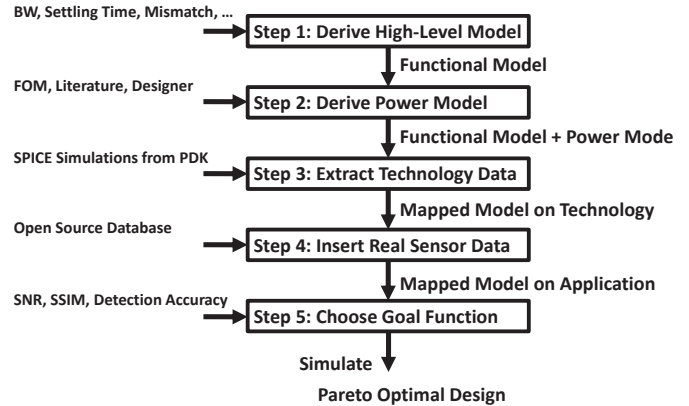 BW, Settling Time, Mismatch, ...
Step 1: Derive High-Level Model
Functional Model
FOM, Literature, Designer
Step 2: Derive Power Model
Functional Model + Power Mode
SPICE Simulations from PDK
Step 3: Extract Technology Data
Mapped Model on Technology
Open Source Database
Step 4: Insert Real Sensor Data
Mapped Model on Application
SNR, SSIM, Detection Accuracy
Step 5: Choose Goal Function
Simulate
Pareto Optimal Design